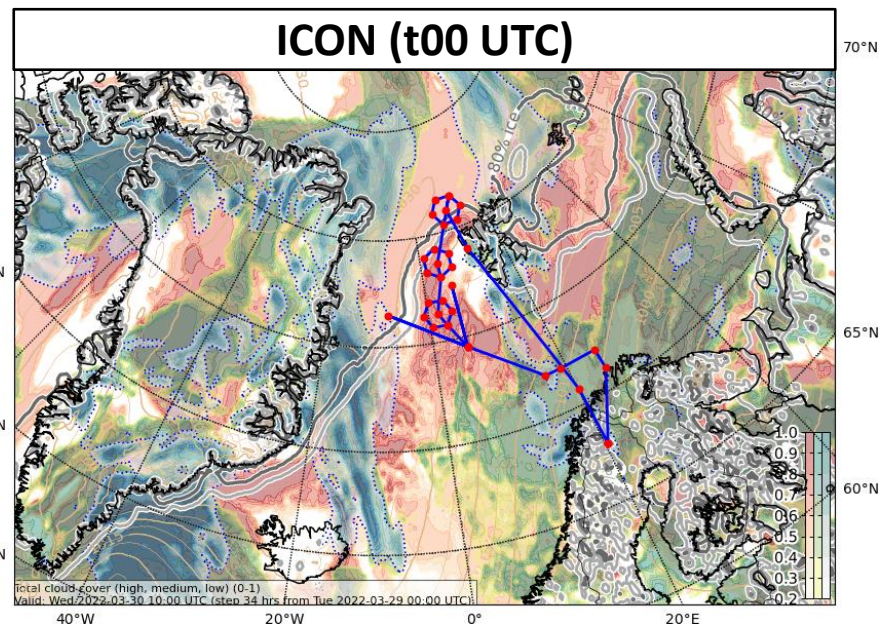 ICON (t00 UTC)
70°N
80% ice
65°N
1.0
0.9
0.8
0.7
0.6
0.5
0.4
0.3
0.2
60°N
Total cloud cover (high, medium, low) (0-1)
Valid: Wed 2022-03-30 10:00 UTC (step 34 hrs from Tue 2022-03-29 00:00 UTC)
40°W
20°W
0°
20°E